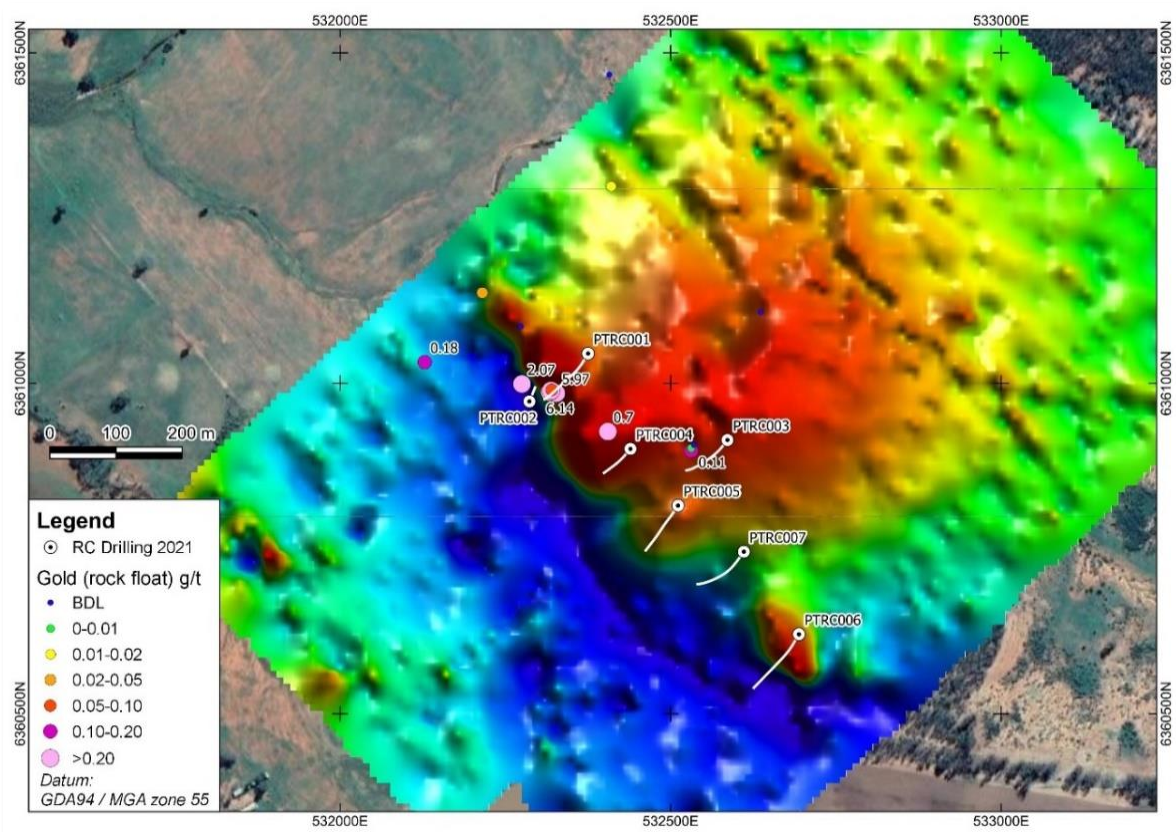 532000E
532500E
533000E
6361500N
6361500N
PTRC001
0.18
2.07
5.97
6361000N
6361000N
6.14
PTRC002
0.7
PTRC003
PTRC004
0.11
0 100 200 m
PTRC005
PTRC007
Legend
RC Drilling 2021
Gold (rock float) g/t
BDL
0-0.01
0.01-0.02
0.02-0.05
0.05-0.10
0.10-0.20
>0.20
Datum:
GDA94 / MGA zone 55
PTRC006
6360500N
6360500N
532000E
532500E
533000E